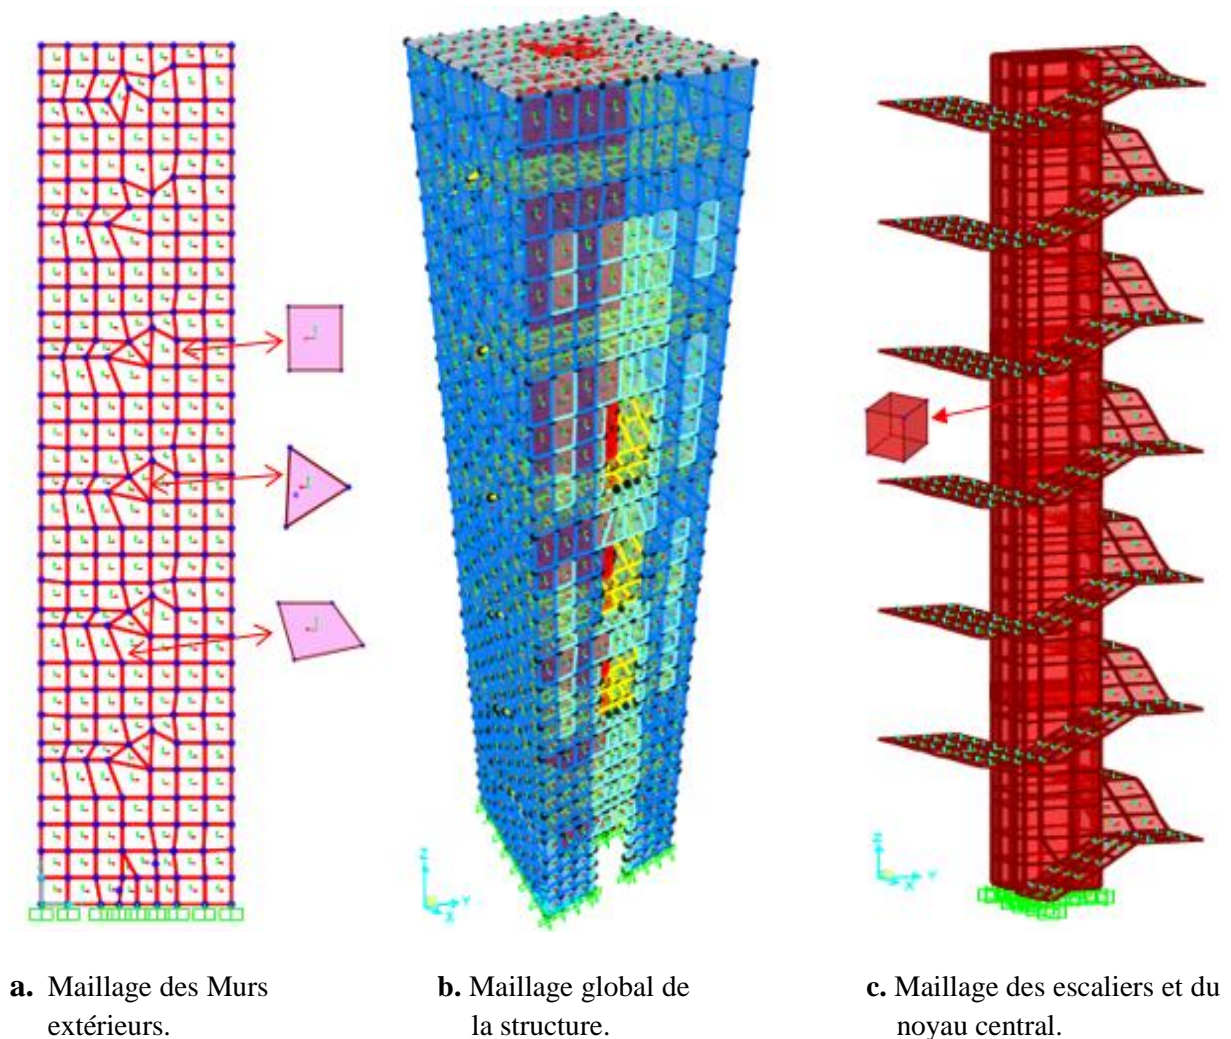 Z
Y
X
Z
Y
X
a. Maillage des Murs
extérieurs.
b. Maillage global de
la structure.
c. Maillage des escaliers et du
noyau central.